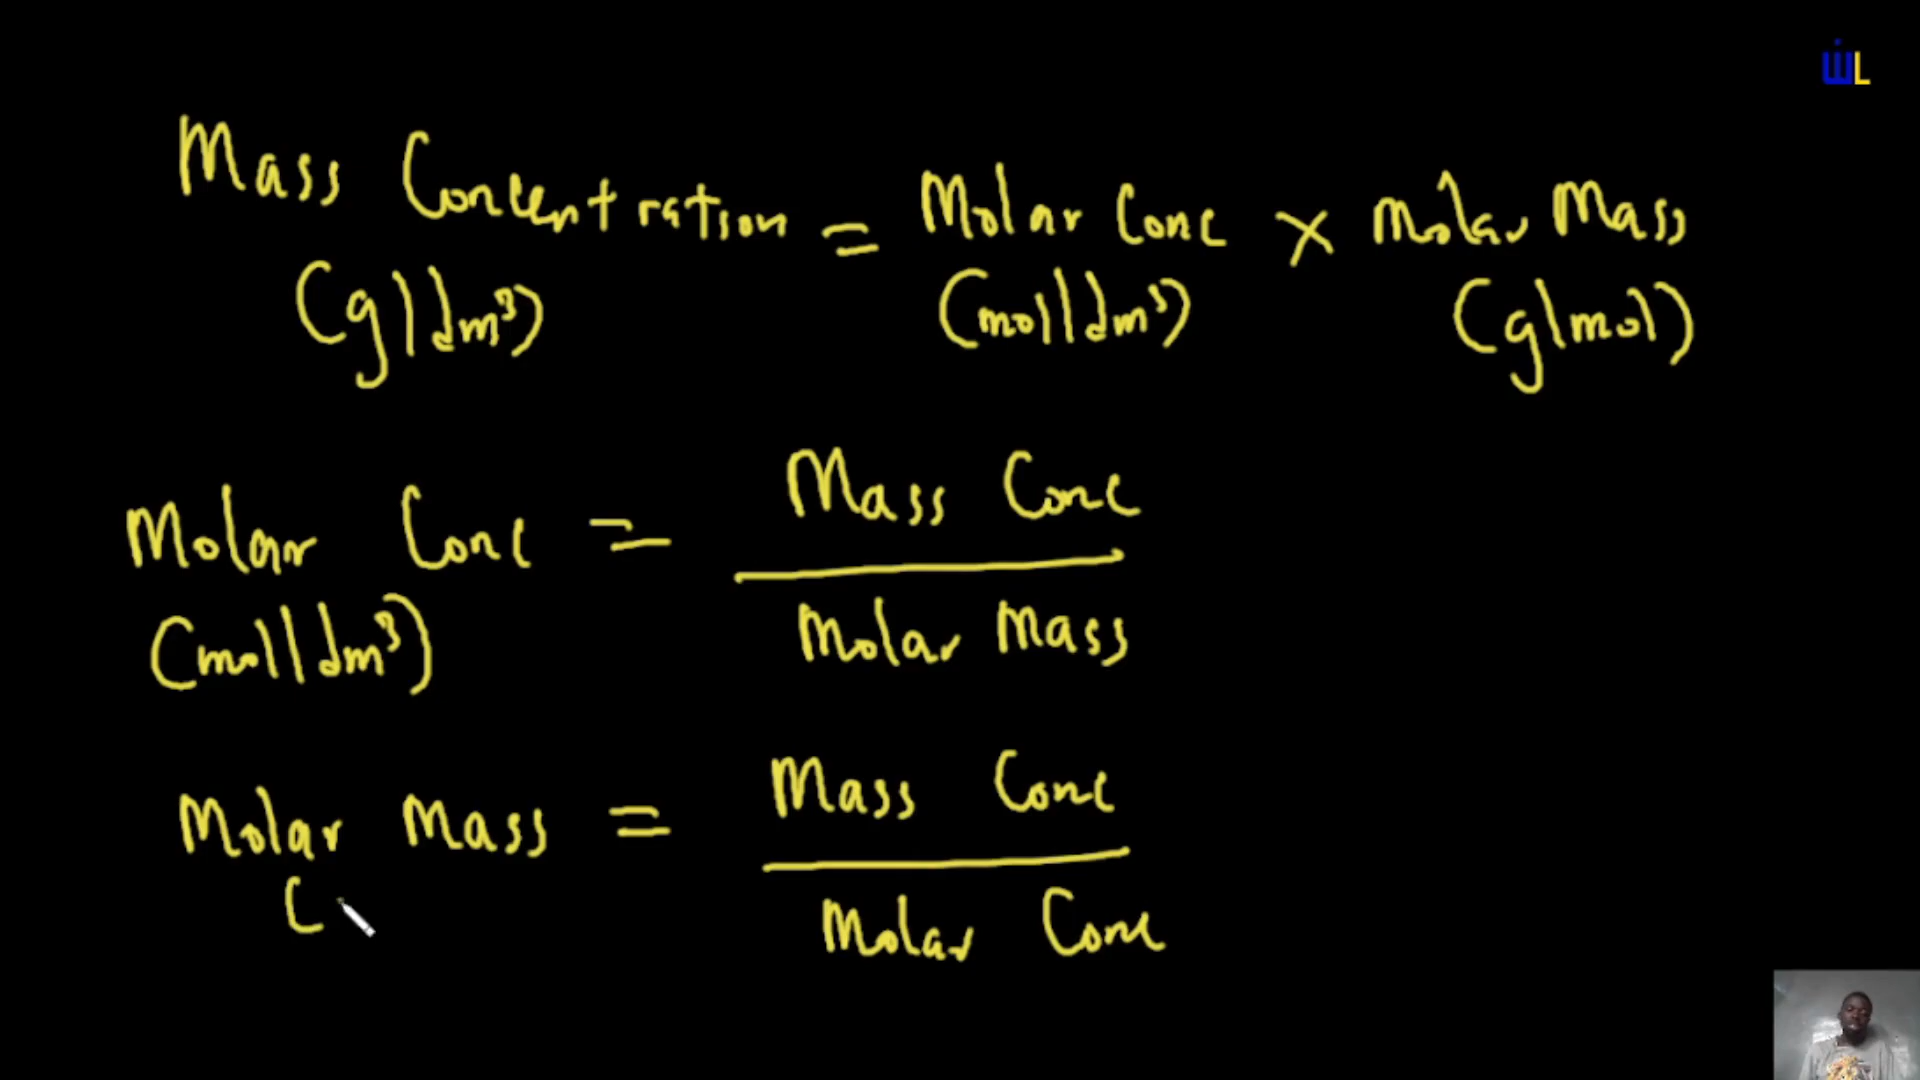 WL
Mass Concentration = Molar Conc × Molar Mass
(g/dm³) (mol/dm³) (g/mol)
Mass Conc
Molar Conc =
Molar Mass
(mol/dm³)
Mass Conc
Molar Mass =
(
Molar Conc